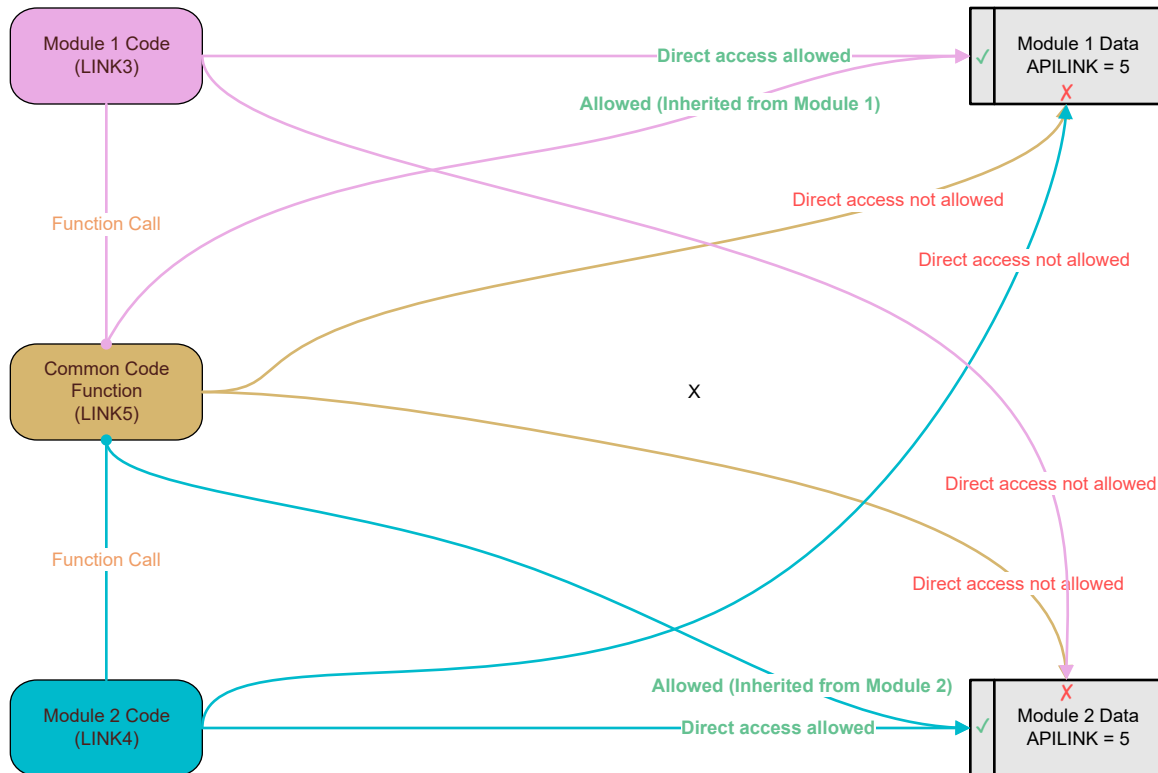 Module 1 Code
(LINK3)
Direct access allowed
✓
Module 1 Data
APILINK = 5
✗
Allowed (Inherited from Module 1)
Direct access not allowed
Function Call
Direct access not allowed
Common Code
Function
(LINK5)
X
Direct access not allowed
Function Call
Direct access not allowed
Allowed (Inherited from Module 2)
✗
Module 2 Code
(LINK4)
Direct access allowed
✓
Module 2 Data
APILINK = 5